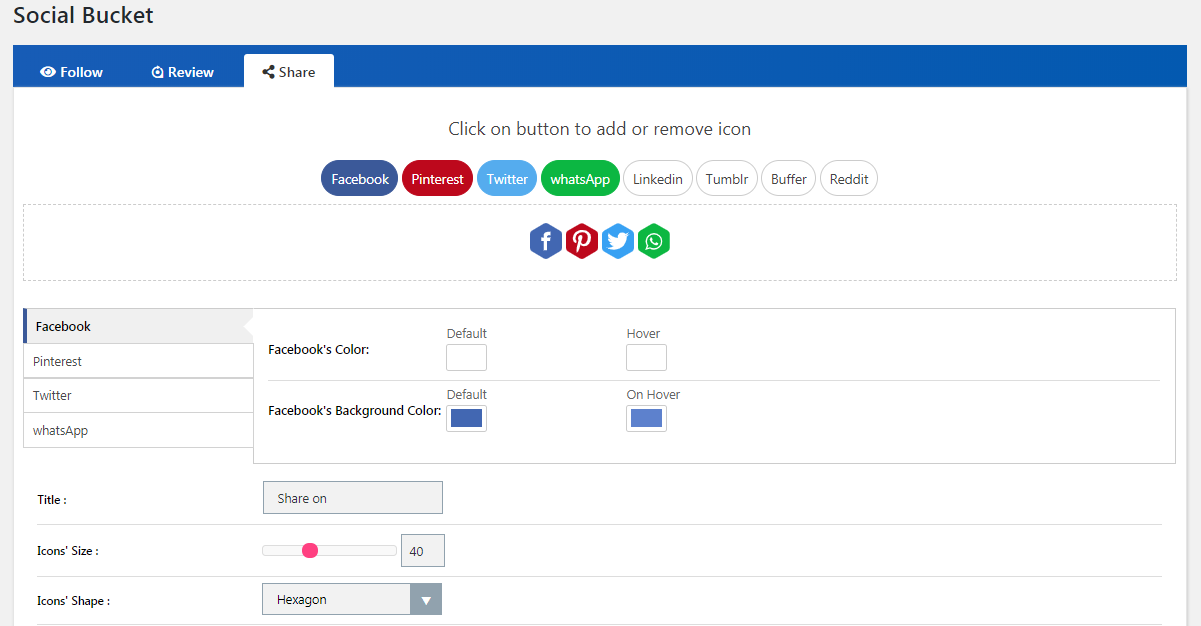 Social Bucket
Follow Review Share
Click on button to add or remove icon
Facebook Pinterest Twitter whatsApp Linkedin Tumblr Buffer Reddit
Facebook
Pinterest
Twitter
whatsApp
Default Hover
Facebook's Color:
Default On Hover
Facebook's Background Color:
Title : Share on
Icons' Size : 40
Icons' Shape : Hexagon